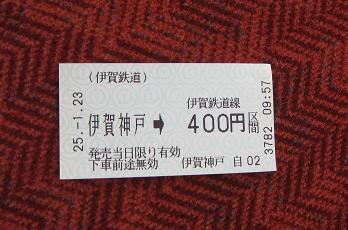 (伊賀鉄道)
25.-1.23
伊賀鉄道線
伊賀神戸 ➡ 400円 区間
発売当日限り有効
下車前途無効 伊賀神戸 自02
3782 09:57